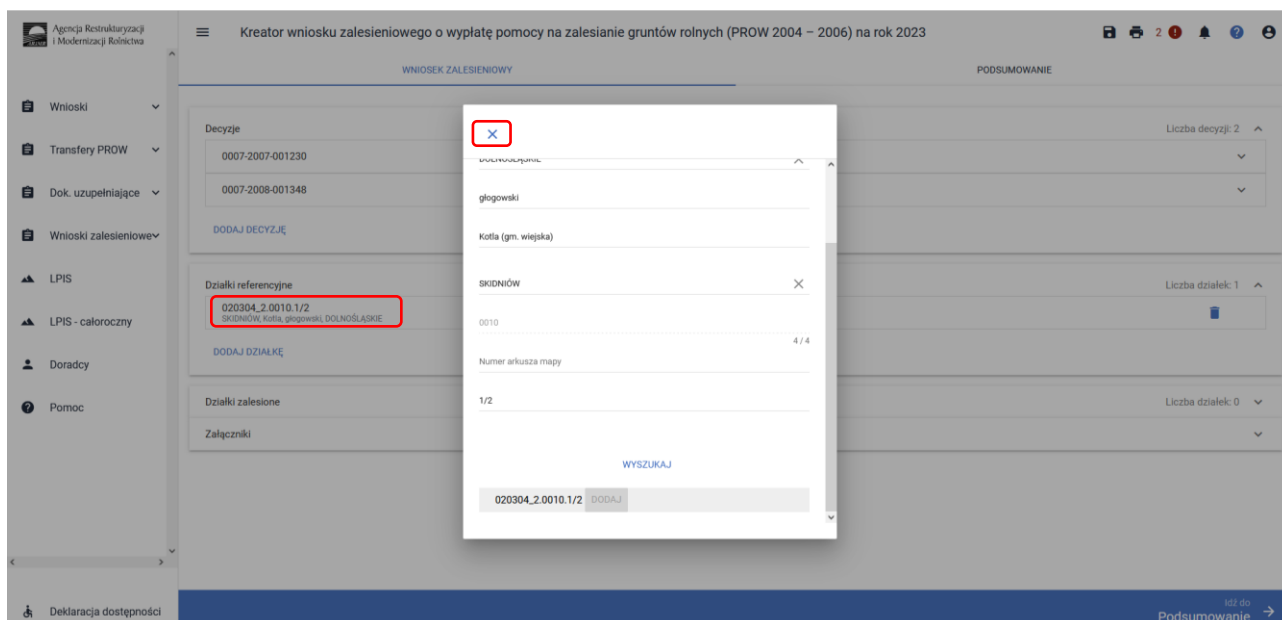 Agencja Restrukturyzacji
i Modernizacji Rolnictwa
Kreator wniosku zalesieniowego o wypłatę pomocy na zalesianie gruntów rolnych (PROW 2004 – 2006) na rok 2023
2
WNIOSEK ZALESIENIOWY
PODSUMOWANIE
Wnioski
Transfery PROW
Dok. uzupełniające
Wnioski zalesieniowe
LPIS
LPIS - całoroczny
Doradcy
Pomoc
Deklaracja dostępności
Decyzje
Liczba decyzji: 2
0007-2007-001230
0007-2008-001348
DODAJ DECYZJĘ
Działki referencyjne
Liczba działek: 1
020304_2.0010.1/2
SKIDNIÓW, Kotla, głogowski, DOLNOŚLĄSKIE
DODAJ DZIAŁKĘ
Działki zalesione
Liczba działek: 0
Załączniki
DOLNOŚLĄSKIE
głogowski
Kotla (gm. wiejska)
SKIDNIÓW
0010
4 / 4
Numer arkusza mapy
1/2
WYSZUKAJ
020304_2.0010.1/2 DODAJ
Idź do
Podsumowanie